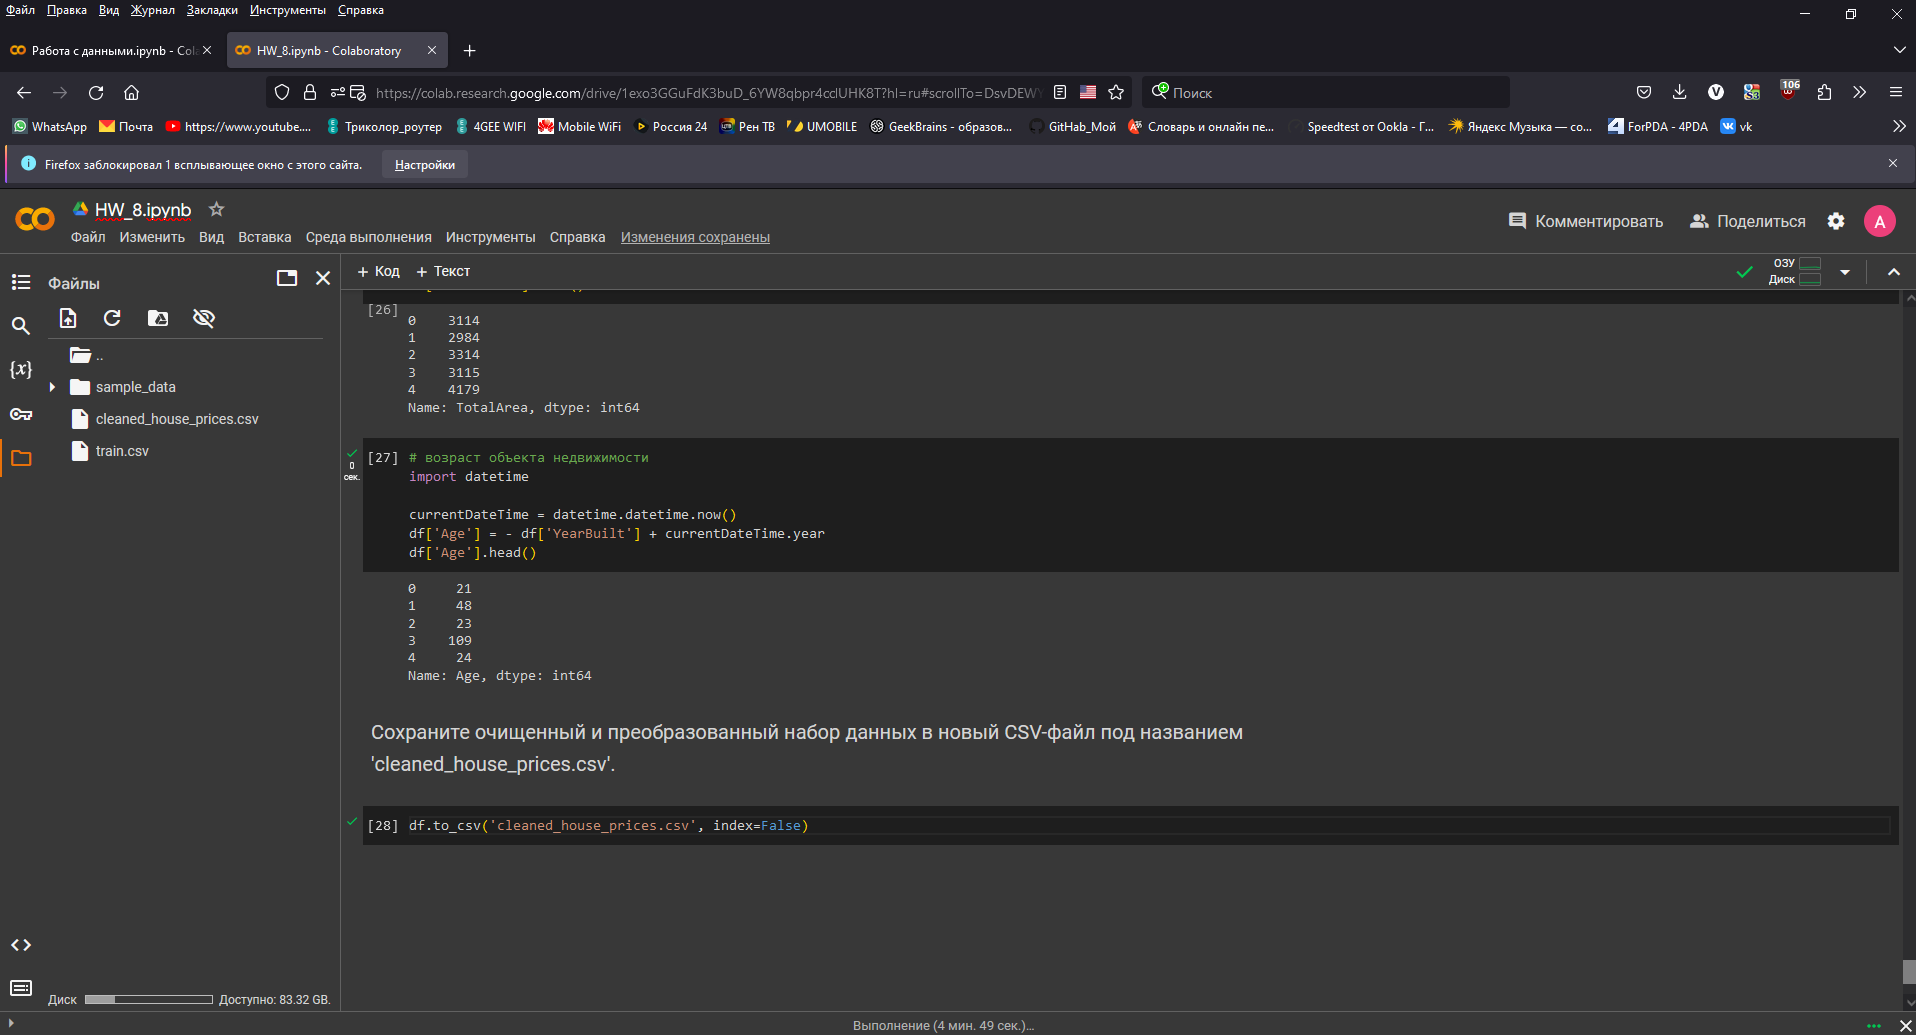 Файл Правка Вид Журнал Закладки Инструменты Справка
Работа с данными.ipynb - Cola
HW_8.ipynb - Colaboratory
https://colab.research.google.com/drive/1exo3GGuFdK3buD_6YW8qbpr4cclUHK8T?hl=ru#scrollTo=DsvDEWY
Поиск
106
WhatsApp Почта https://www.youtube.... Триколор_роутер 4GEE WIFI Mobile WiFi Россия 24 Рен ТВ UMOBILE GeekBrains - образов... GitHab_Мой Словарь и онлайн пе... Speedtest от Ookla - Г... Яндекс Музыка — со... ForPDA - 4PDA vk
Firefox заблокировал 1 всплывающее окно с этого сайта. Настройки
HW_8.ipynb
Комментировать Поделиться A
Файл Изменить Вид Вставка Среда выполнения Инструменты Справка Изменения сохранены
Файлы
+ Код + Текст
ОЗУ
Диск
..
sample_data
cleaned_house_prices.csv
train.csv
{x}
[26]
0 3114
1 2984
2 3314
3 3115
4 4179
Name: TotalArea, dtype: int64
0
сек.
[27] # возраст объекта недвижимости
import datetime
currentDateTime = datetime.datetime.now()
df['Age'] = - df['YearBuilt'] + currentDateTime.year
df['Age'].head()
0 21
1 48
2 23
3 109
4 24
Name: Age, dtype: int64
Сохраните очищенный и преобразованный набор данных в новый CSV-файл под названием
'cleaned_house_prices.csv'.
[28] df.to_csv('cleaned_house_prices.csv', index=False)
Диск Доступно: 83.32 GB.
Выполнение (4 мин. 49 сек.)...